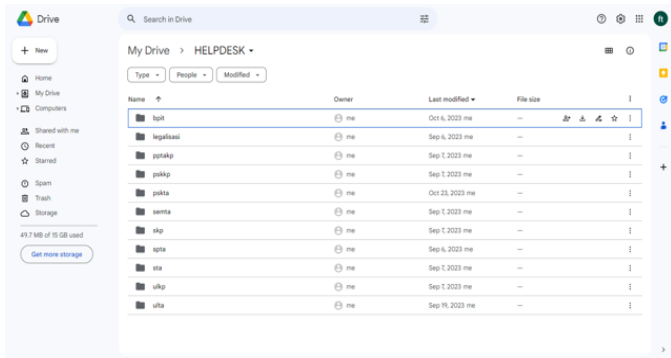 Drive
Search in Drive
ft
New
Home
My Drive
Computers
Shared with me
Recent
Starred
Spam
Trash
Storage
49.7 MB of 15 GB used
Get more storage
My Drive > HELPDESK
Type People Modified
Name Owner Last modified File size
bpit me Oct 6, 2023 me —
legalisasi me Sep 6, 2023 me —
pptakp me Sep 7, 2023 me —
pskkp me Sep 7, 2023 me —
pskta me Oct 23, 2023 me —
semta me Sep 7, 2023 me —
skp me Sep 7, 2023 me —
spta me Sep 6, 2023 me —
sta me Sep 7, 2023 me —
ulkp me Sep 7, 2023 me —
ulta me Sep 19, 2023 me —